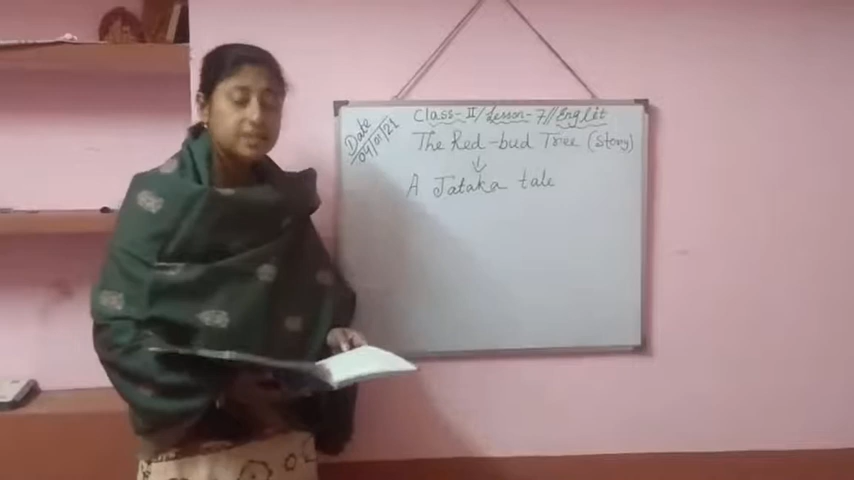 Date
04/01/21
Class-II/Lesson-7//English
The Red-bud Tree (Story)
↓
A Jataka tale